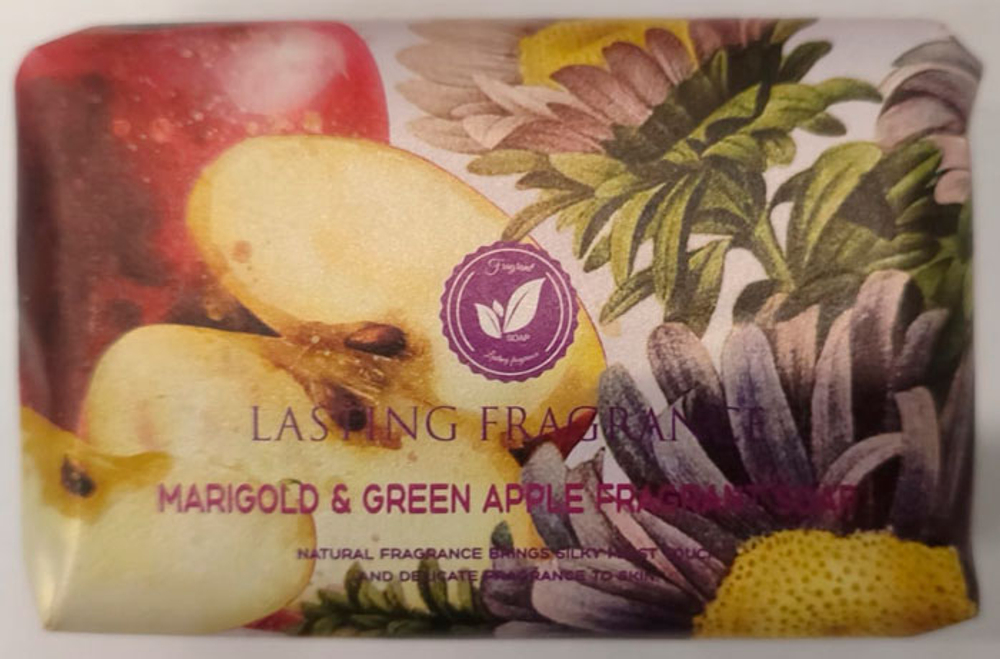 Fragrant
SOAP
Lasting fragrance
LASTING FRAGRANCE
MARIGOLD & GREEN APPLE FRAGRANT SOAP
NATURAL FRAGRANCE BRINGS SILKY MOIST TOUCH
AND DELICATE FRAGRANCE TO SKIN.